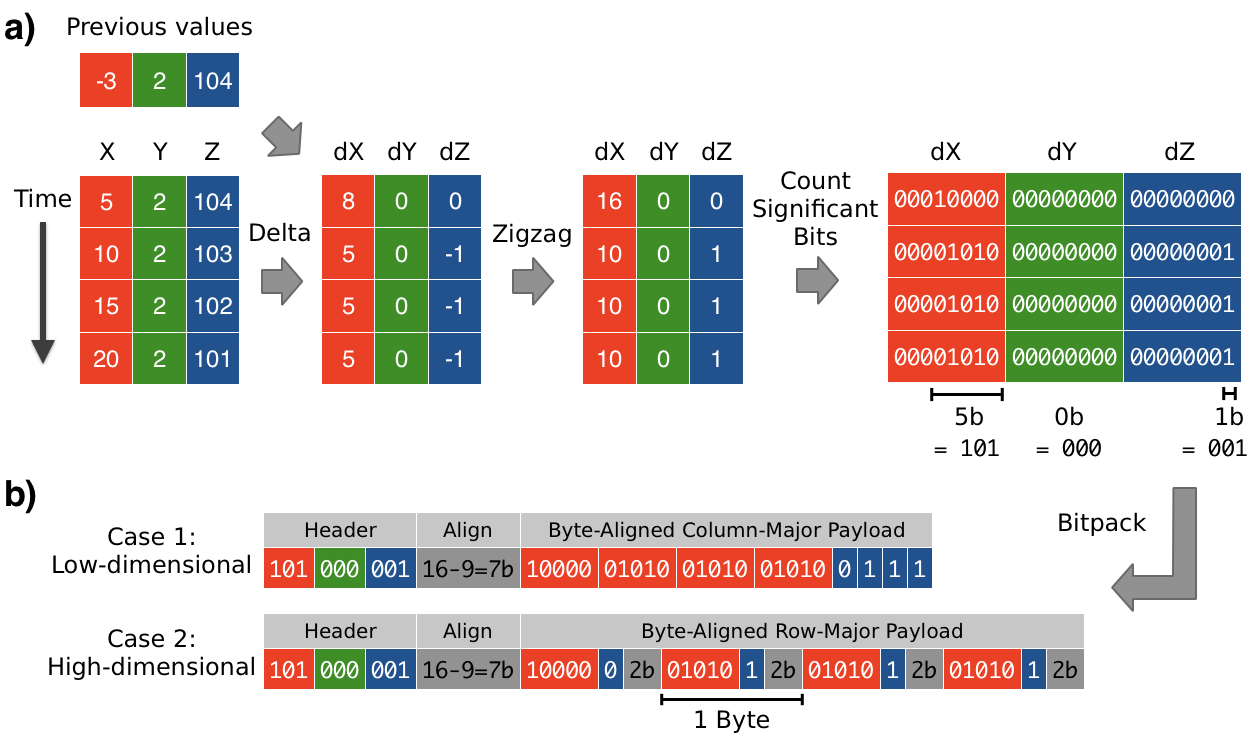 a)
Previous values
-3 2 104
X Y Z
dX dY dZ
dX dY dZ
dX dY dZ
Time
Delta
Zigzag
Count
Significant
Bits
5 2 104
8 0 0
16 0 0
00010000 00000000 00000000
10 2 103
5 0 -1
10 0 1
00001010 00000000 00000001
15 2 102
5 0 -1
10 0 1
00001010 00000000 00000001
20 2 101
5 0 -1
10 0 1
00001010 00000000 00000001
5b 0b 1b
= 101 = 000 = 001
b)
Bitpack
Case 1:
Low-dimensional
Header Align Byte-Aligned Column-Major Payload
101 000 001 16-9=7b 10000 01010 01010 01010 0 1 1 1
Case 2:
High-dimensional
Header Align Byte-Aligned Row-Major Payload
101 000 001 16-9=7b 10000 0 2b 01010 1 2b 01010 1 2b 01010 1 2b
1 Byte